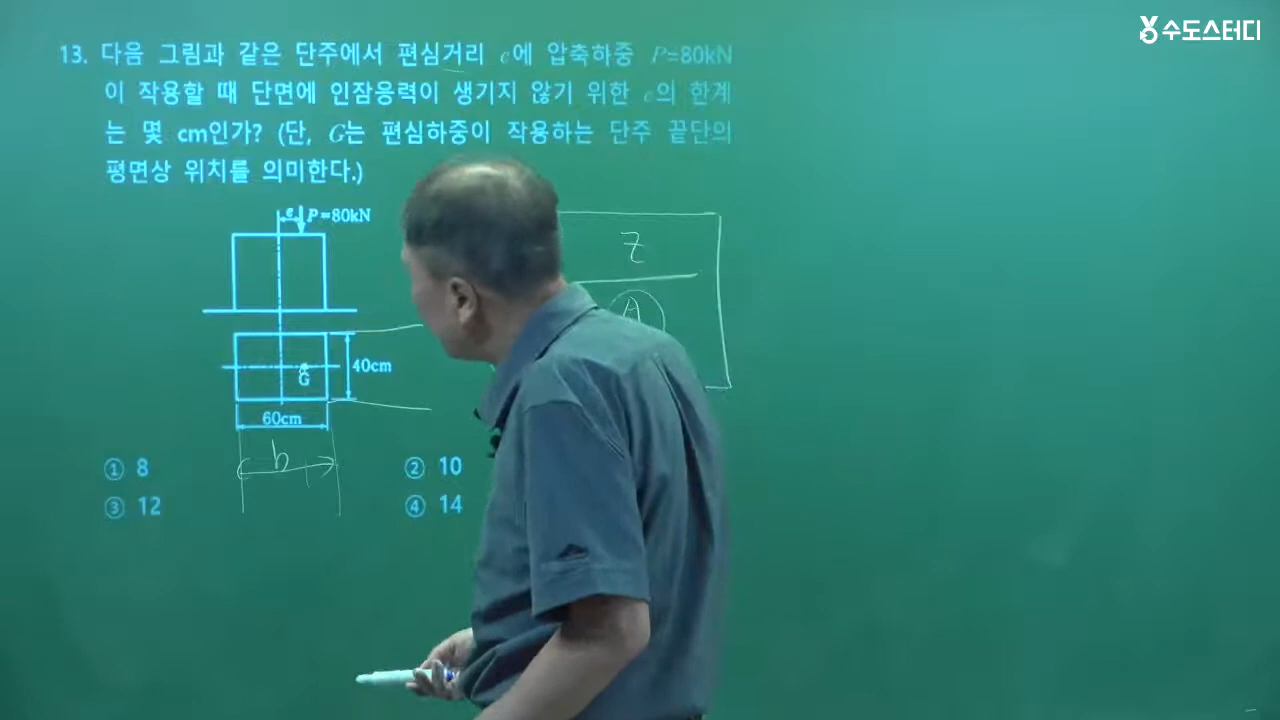 수도스터디
13. 다음 그림과 같은 단주에서 편심거리 e에 압축하중 P=80kN
이 작용할 때 단면에 인잠응력이 생기지 않기 위한 e의 한계
는 몇 cm인가? (단, G는 편심하중이 작용하는 단주 끝단의
평면상 위치를 의미한다.)
e P=80kN
Z
A
40cm
G
60cm
b
① 8
② 10
③ 12
④ 14